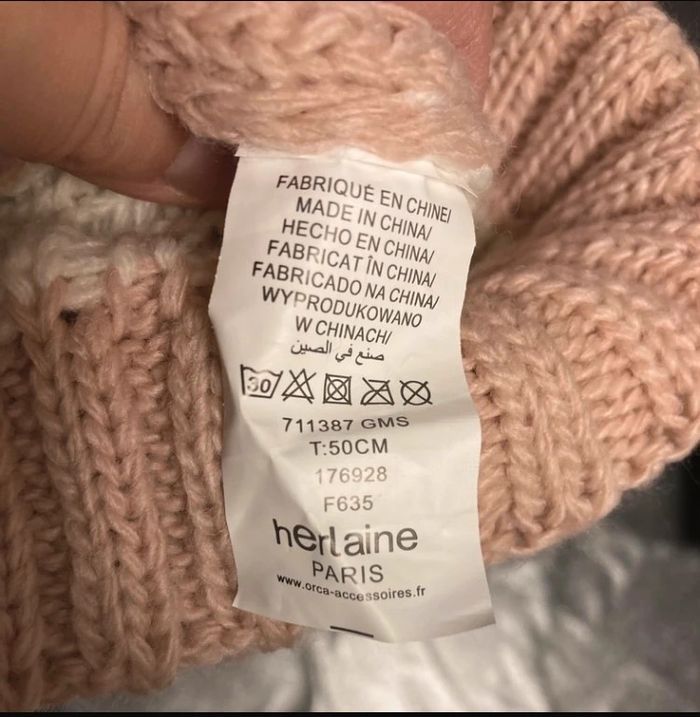 FABRIQUÉ EN CHINE/
MADE IN CHINA/
HECHO EN CHINA/
FABRICAT ÎN CHINA/
FABRICADO NA CHINA/
WYPRODUKOWANO
W CHINACH/
صنع في الصين
30
711387 GMS
T:50CM
176928
F635
herlaine
PARIS
www.orca-accessoires.fr